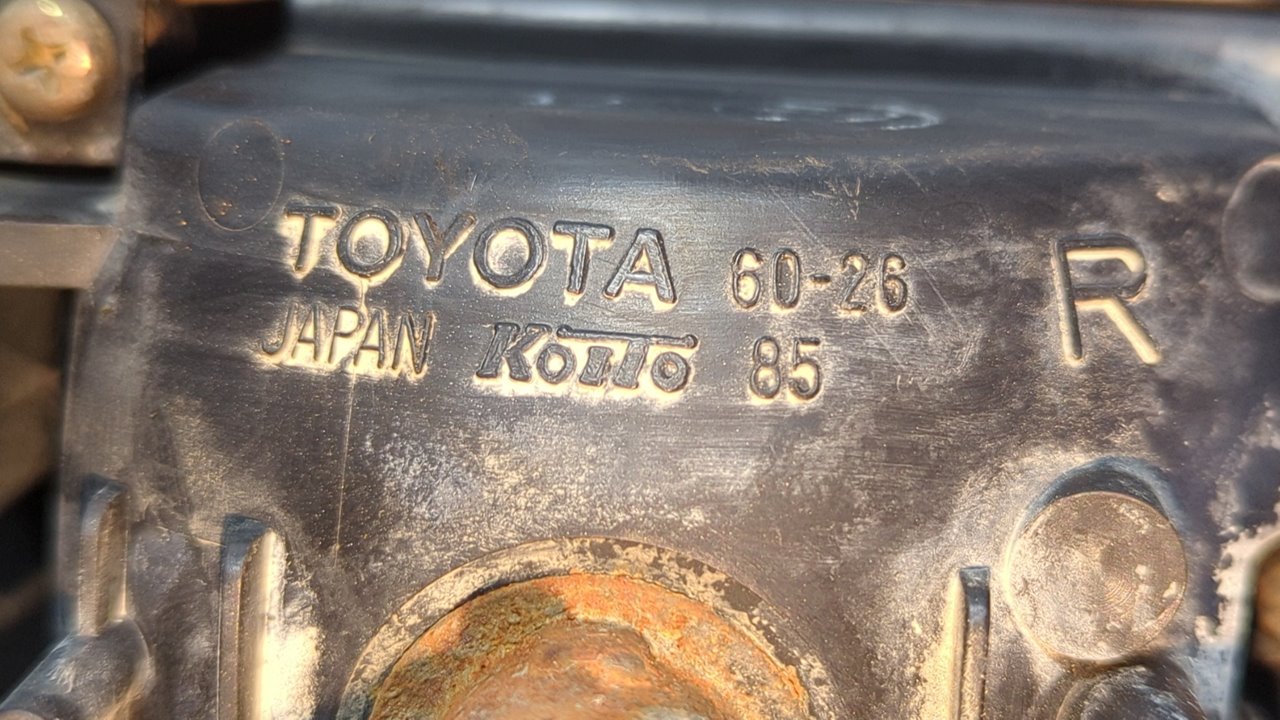 TOYOTA 60-26 R
JAPAN KOITO 85